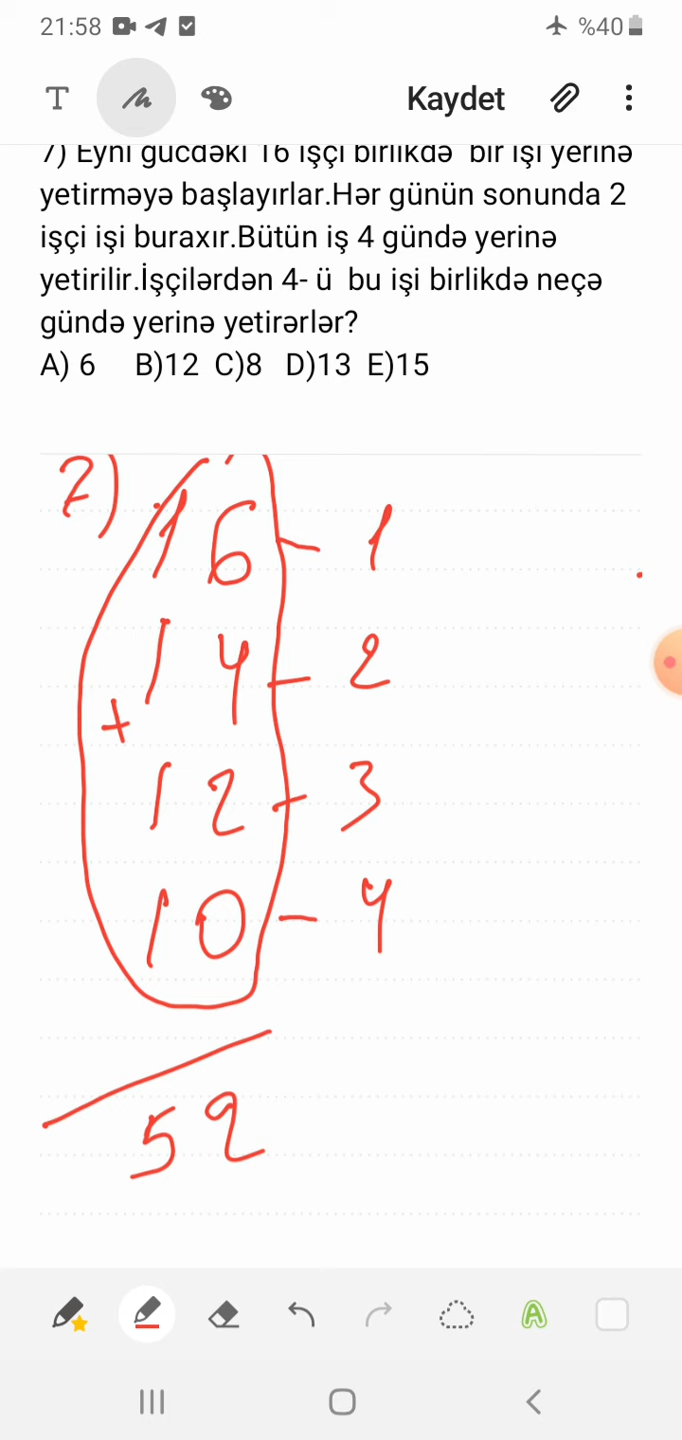 21:58 %40
T Kaydet
7) Eyni gücdəki 16 işçi birlikdə bir işi yerinə
yetirməyə başlayırlar.Hər günün sonunda 2
işçi işi buraxır.Bütün iş 4 gündə yerinə
yetirilir.İşçilərdən 4- ü bu işi birlikdə neçə
gündə yerinə yetirərlər?
A) 6 B)12 C)8 D)13 E)15
7)
16 - 1
14 - 2
+
12 - 3
10 - 4
52
A